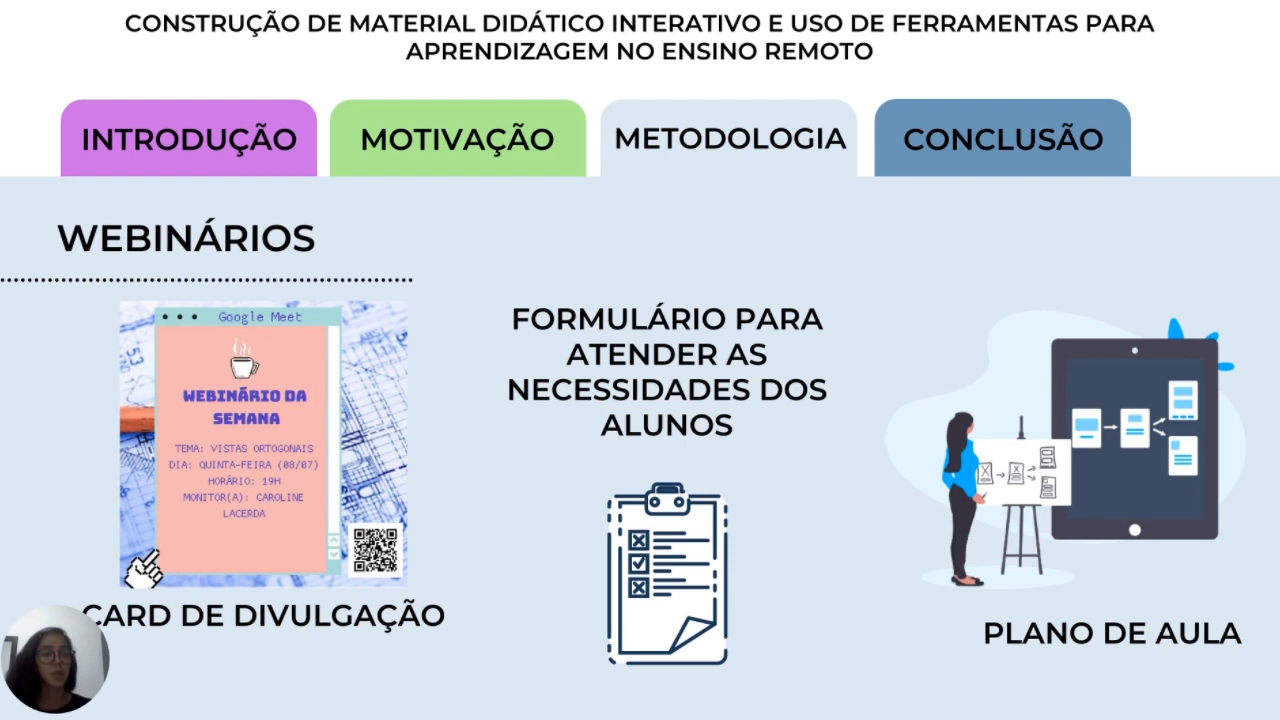 CONSTRUÇÃO DE MATERIAL DIDÁTICO INTERATIVO E USO DE FERRAMENTAS PARA
APRENDIZAGEM NO ENSINO REMOTO
INTRODUÇÃO
MOTIVAÇÃO
METODOLOGIA
CONCLUSÃO
WEBINÁRIOS
Google Meet
WEBINÁRIO DA
SEMANA
TEMA: VISTAS ORTOGONAIS
DIA: QUINTA-FEIRA (08/07)
HORÁRIO: 19H
MONITOR(A): CAROLINE
LACERDA
CARD DE DIVULGAÇÃO
FORMULÁRIO PARA
ATENDER AS
NECESSIDADES DOS
ALUNOS
PLANO DE AULA